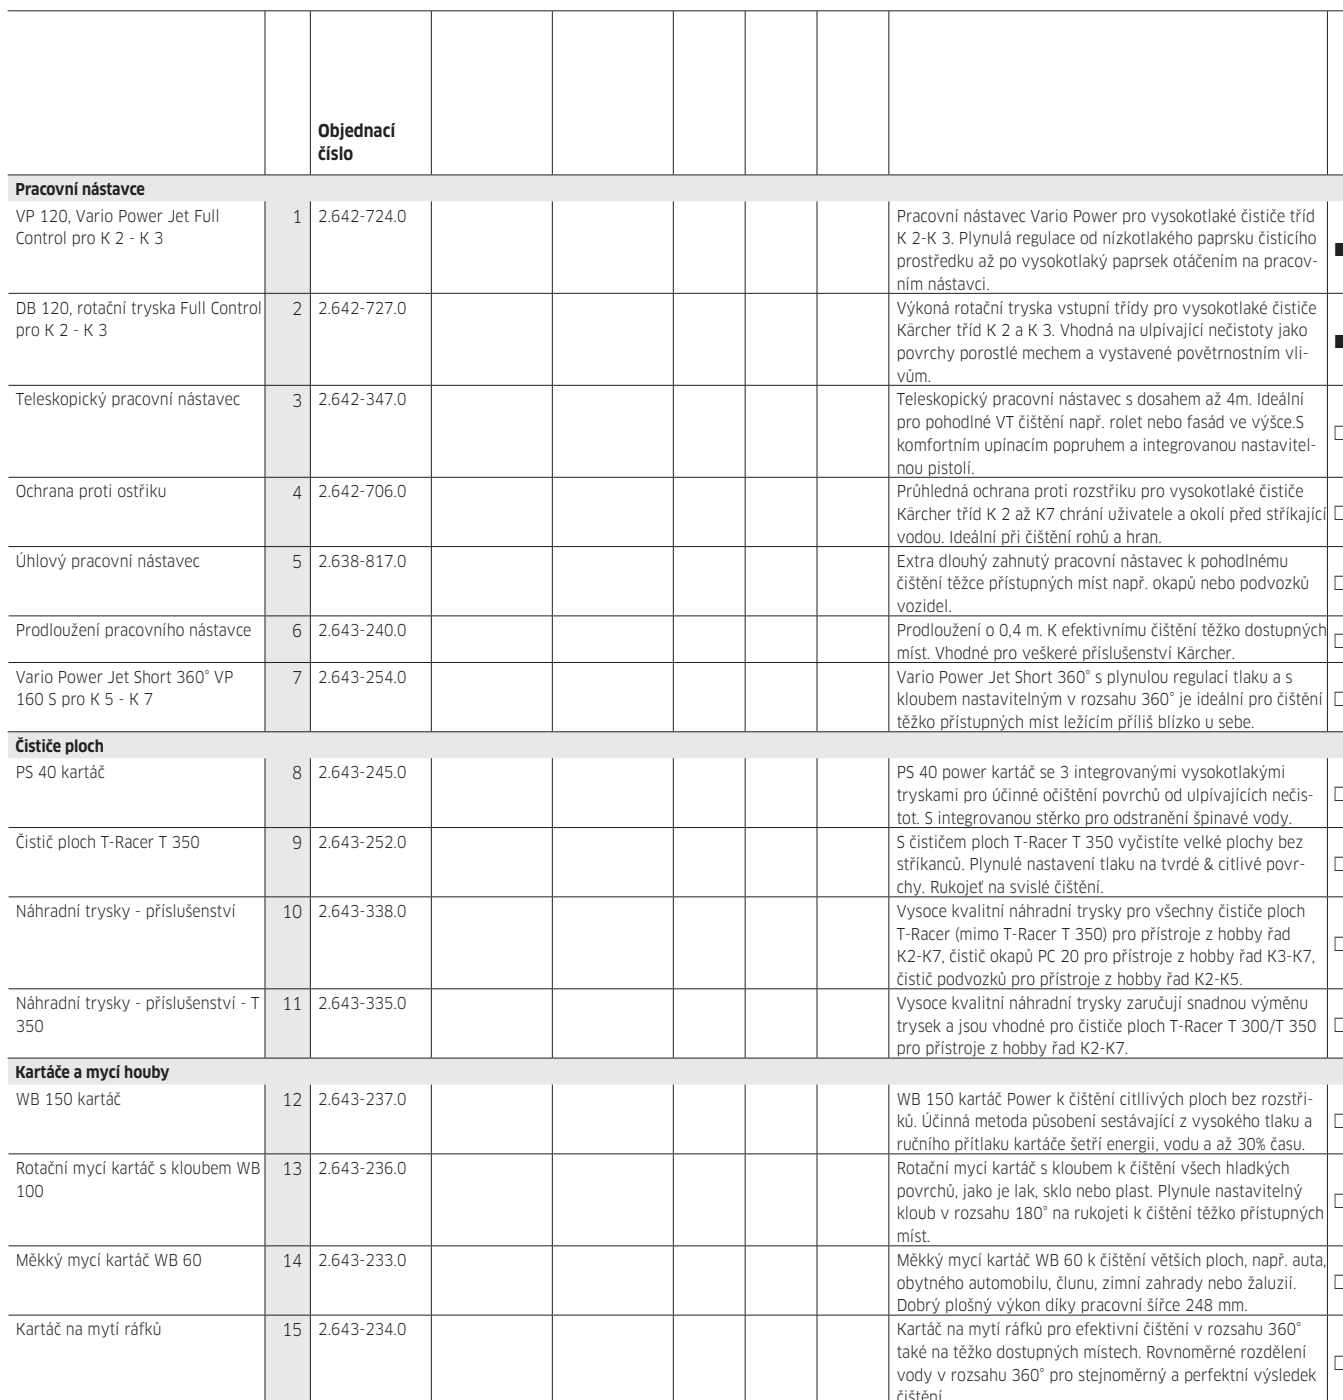 Objednací
číslo
Pracovní nástavce
VP 120, Vario Power Jet Full
Control pro K 2 - K 3
1
2.642-724.0
Pracovní nástavec Vario Power pro vysokotlaké čističe tříd
K 2-K 3. Plynulá regulace od nízkotlakého paprsku čisticího
prostředku až po vysokotlaký paprsek otáčením na pracov-
ním nástavci.
DB 120, rotační tryska Full Control
pro K 2 - K 3
2
2.642-727.0
Výkoná rotační tryska vstupní třídy pro vysokotlaké čističe
Kärcher tříd K 2 a K 3. Vhodná na ulpívající nečistoty jako
povrchy porostlé mechem a vystavené povětrnostním vli-
vům.
Teleskopický pracovní nástavec
3
2.642-347.0
Teleskopický pracovní nástavec s dosahem až 4m. Ideální
pro pohodlné VT čištění např. rolet nebo fasád ve výšce.S
komfortním upínacím popruhem a integrovanou nastavitel-
nou pistolí.
Ochrana proti ostřiku
4
2.642-706.0
Průhledná ochrana proti rozstřiku pro vysokotlaké čističe
Kärcher tříd K 2 až K7 chrání uživatele a okolí před stříkající
vodou. Ideální při čištění rohů a hran.
Úhlový pracovní nástavec
5
2.638-817.0
Extra dlouhý zahnutý pracovní nástavec k pohodlnému
čištění těžce přístupných míst např. okapů nebo podvozků
vozidel.
Prodloužení pracovního nástavce
6
2.643-240.0
Prodloužení o 0,4 m. K efektivnímu čištění těžko dostupných
míst. Vhodné pro veškeré příslušenství Kärcher.
Vario Power Jet Short 360° VP
160 S pro K 5 - K 7
7
2.643-254.0
Vario Power Jet Short 360° s plynulou regulací tlaku a s
kloubem nastavitelným v rozsahu 360° je ideální pro čištění
těžko přístupných míst ležícím příliš blízko u sebe.
Čističe ploch
PS 40 kartáč
8
2.643-245.0
PS 40 power kartáč se 3 integrovanými vysokotlakými
tryskami pro účinné očištění povrchů od ulpívajících nečis-
tot. S integrovanou stěrko pro odstranění špinavé vody.
Čistič ploch T-Racer T 350
9
2.643-252.0
S čističem ploch T-Racer T 350 vyčistíte velké plochy bez
stříkanců. Plynulé nastavení tlaku na tvrdé & citlivé povr-
chy. Rukojeť na svislé čištění.
Náhradní trysky - příslušenství
10
2.643-338.0
Vysoce kvalitní náhradní trysky pro všechny čističe ploch
T-Racer (mimo T-Racer T 350) pro přístroje z hobby řad
K2-K7, čistič okapů PC 20 pro přístroje z hobby řad K3-K7,
čistič podvozků pro přístroje z hobby řad K2-K5.
Náhradní trysky - příslušenství - T
350
11
2.643-335.0
Vysoce kvalitní náhradní trysky zaručují snadnou výměnu
trysek a jsou vhodné pro čističe ploch T-Racer T 300/T 350
pro přístroje z hobby řad K2-K7.
Kartáče a mycí houby
WB 150 kartáč
12
2.643-237.0
WB 150 kartáč Power k čištění citllivých ploch bez rozstři-
ků. Účinná metoda působení sestávající z vysokého tlaku a
ručního přítlaku kartáče šetří energii, vodu a až 30% času.
Rotační mycí kartáč s kloubem WB
100
13
2.643-236.0
Rotační mycí kartáč s kloubem k čištění všech hladkých
povrchů, jako je lak, sklo nebo plast. Plynule nastavitelný
kloub v rozsahu 180° na rukojeti k čištění těžko přístupných
míst.
Měkký mycí kartáč WB 60
14
2.643-233.0
Měkký mycí kartáč WB 60 k čištění větších ploch, např. auta,
obytného automobilu, člunu, zimní zahrady nebo žaluzií.
Dobrý plošný výkon díky pracovní šířce 248 mm.
Kartáč na mytí ráfků
15
2.643-234.0
Kartáč na mytí ráfků pro efektivní čištění v rozsahu 360°
také na těžko dostupných místech. Rovnoměrné rozdělení
vody v rozsahu 360° pro stejnoměrný a perfektní výsledek
čištění.